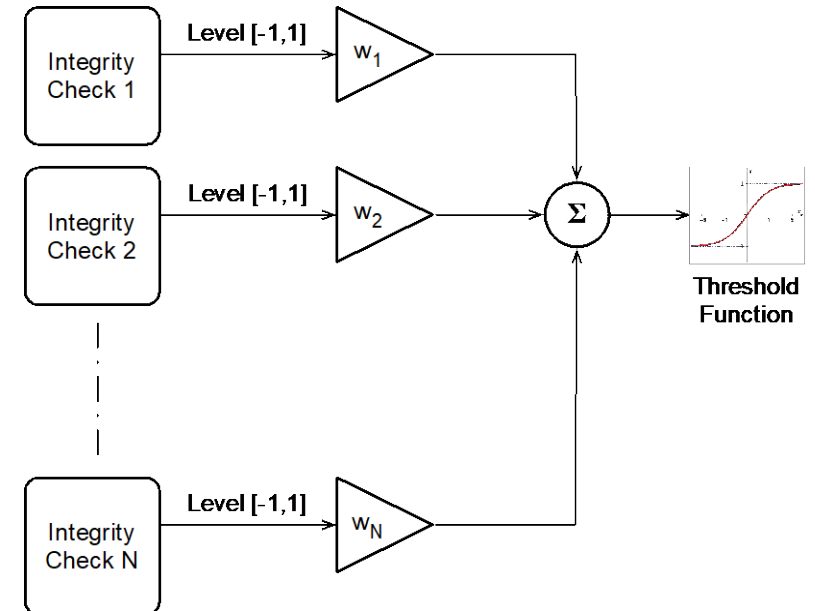 Integrity
Check 1
Level [-1,1]
w1
Integrity
Check 2
Level [-1,1]
w2
Σ
Threshold
Function
Integrity
Check N
Level [-1,1]
wN